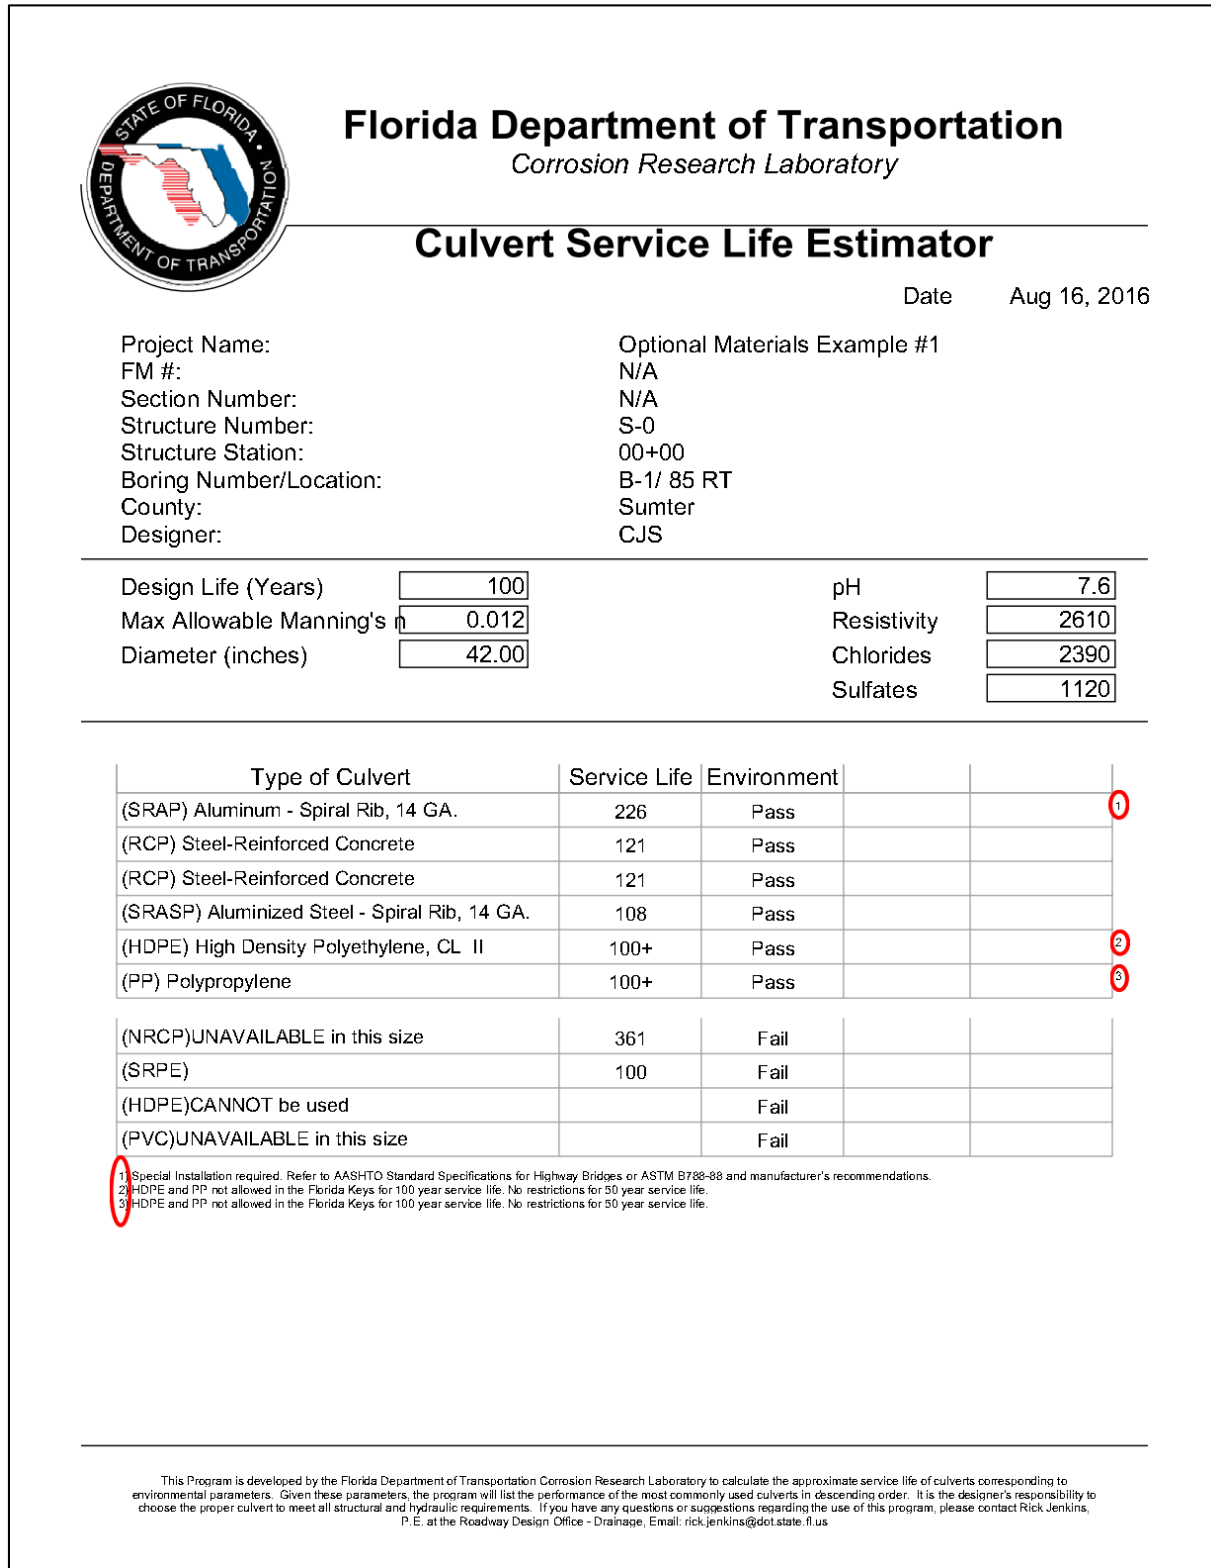 STATE OF FLORIDA • DEPARTMENT OF TRANSPORTATION
Florida Department of Transportation
Corrosion Research Laboratory
Culvert Service Life Estimator
Date Aug 16, 2016
Project Name: Optional Materials Example #1
FM #: N/A
Section Number: N/A
Structure Number: S-0
Structure Station: 00+00
Boring Number/Location: B-1/ 85 RT
County: Sumter
Designer: CJS
Design Life (Years) 100 pH 7.6
Max Allowable Manning's n 0.012 Resistivity 2610
Diameter (inches) 42.00 Chlorides 2390
Sulfates 1120
Type of Culvert Service Life Environment
(SRAP) Aluminum - Spiral Rib, 14 GA. 226 Pass 1
(RCP) Steel-Reinforced Concrete 121 Pass
(RCP) Steel-Reinforced Concrete 121 Pass
(SRASP) Aluminized Steel - Spiral Rib, 14 GA. 108 Pass
(HDPE) High Density Polyethylene, CL II 100+ Pass 2
(PP) Polypropylene 100+ Pass 3
(NRCP)UNAVAILABLE in this size 361 Fail
(SRPE) 100 Fail
(HDPE)CANNOT be used Fail
(PVC)UNAVAILABLE in this size Fail
1) Special Installation required. Refer to AASHTO Standard Specifications for Highway Bridges or ASTM B788-88 and manufacturer's recommendations.
2) HDPE and PP not allowed in the Florida Keys for 100 year service life. No restrictions for 50 year service life.
3) HDPE and PP not allowed in the Florida Keys for 100 year service life. No restrictions for 50 year service life.
This Program is developed by the Florida Department of Transportation Corrosion Research Laboratory to calculate the approximate service life of culverts corresponding to
environmental parameters. Given these parameters, the program will list the performance of the most commonly used culverts in descending order. It is the designer's responsibility to
choose the proper culvert to meet all structural and hydraulic requirements. If you have any questions or suggestions regarding the use of this program, please contact Rick Jenkins,
P.E. at the Roadway Design Office - Drainage, Email: rick.jenkins@dot.state.fl.us